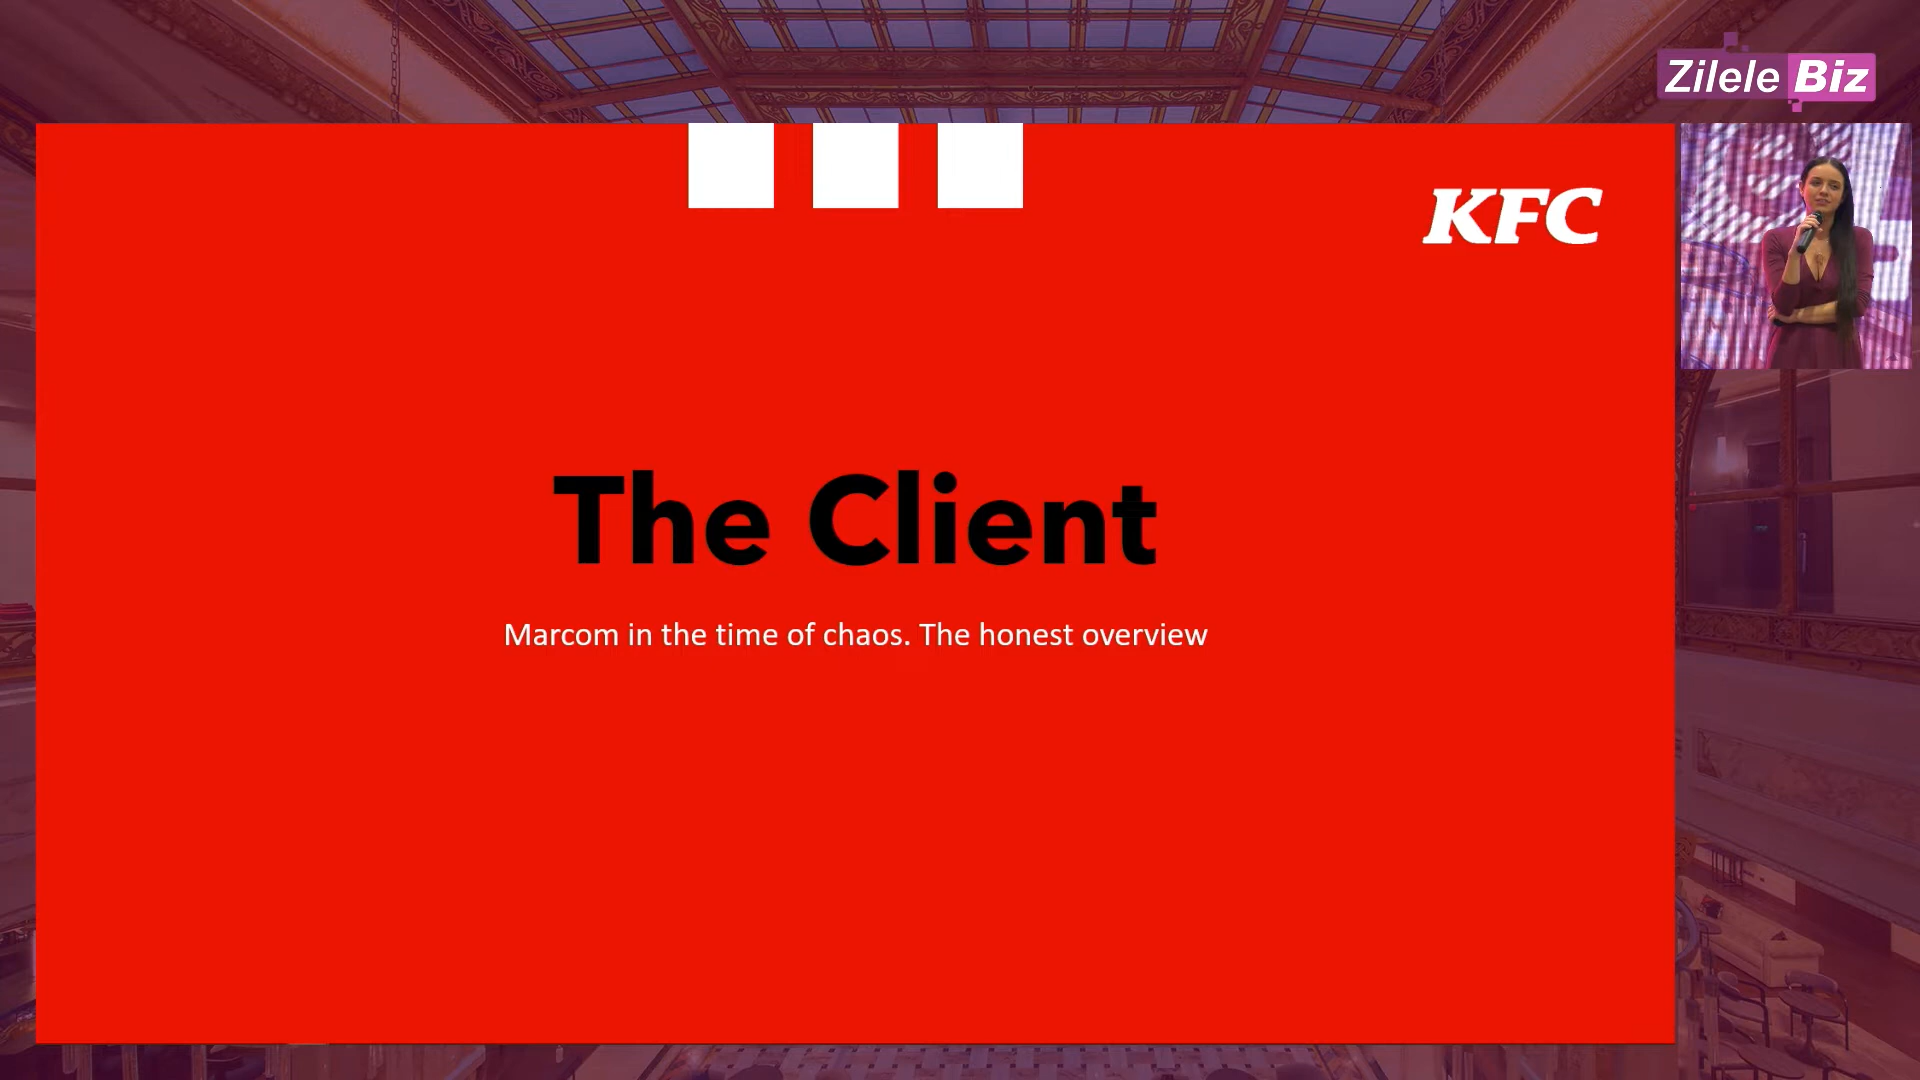 Zilele Biz
KFC
The Client
Marcom in the time of chaos. The honest overview